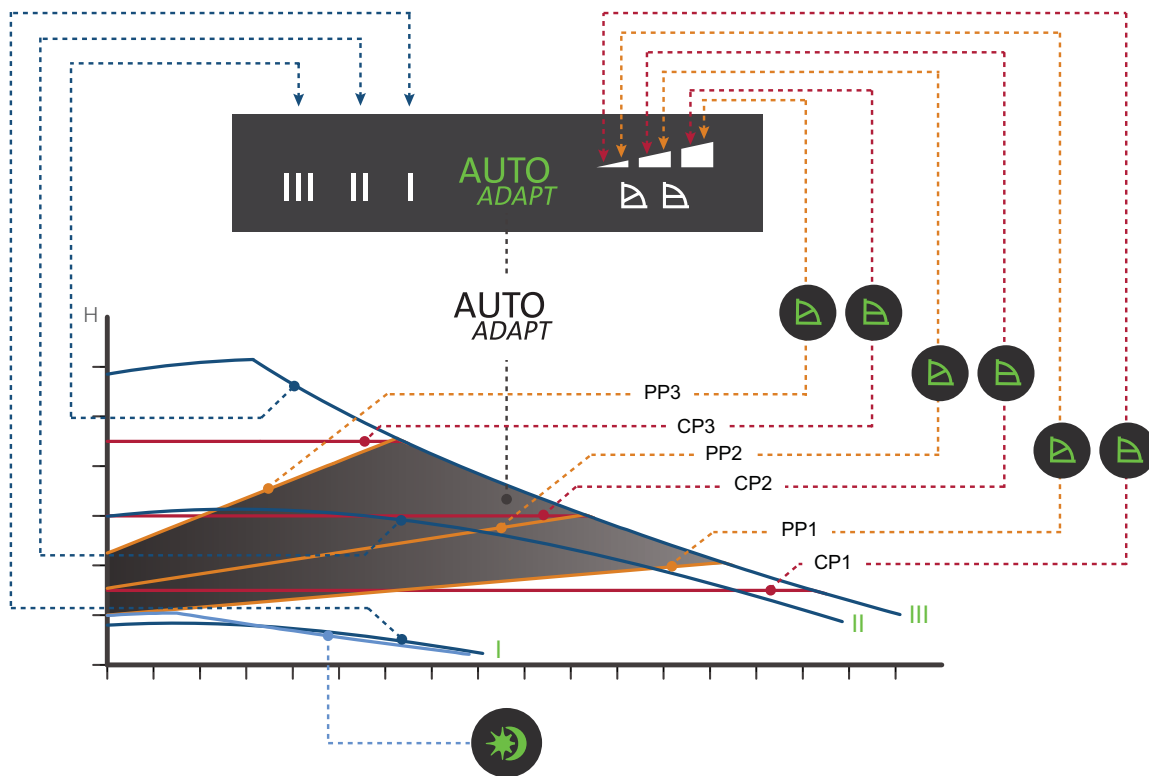 III II I AUTO
ADAPT
AUTO
ADAPT
H
PP3
CP3
PP2
CP2
PP1
CP1
III
II
I